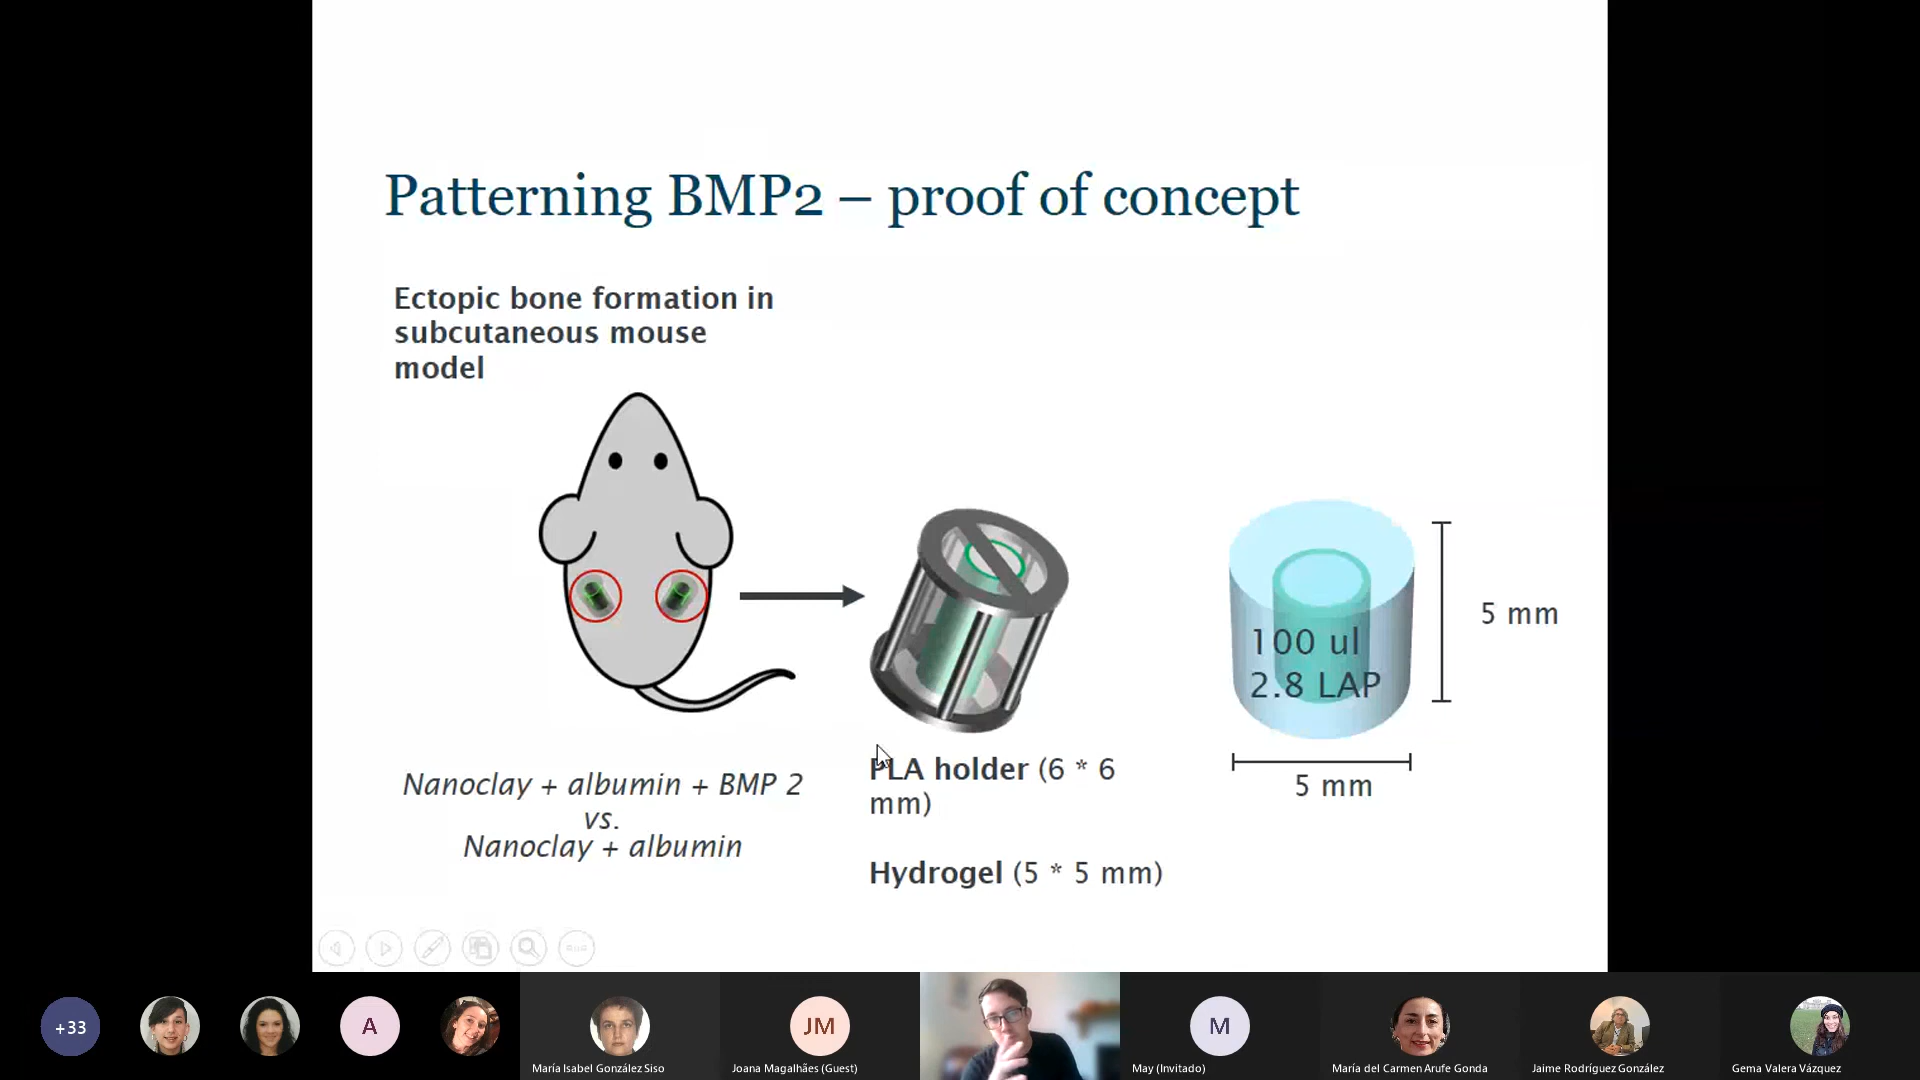 Patterning BMP2 – proof of concept
Ectopic bone formation in
subcutaneous mouse
model
100 ul
2.8 LAP
5 mm
5 mm
Nanoclay + albumin + BMP 2
vs.
Nanoclay + albumin
PLA holder (6 * 6
mm)
Hydrogel (5 * 5 mm)
+33
A
JM
M
María Isabel González Siso
Joana Magalhães (Guest)
May (Invitado)
María del Carmen Arufe Gonda
Jaime Rodríguez González
Gema Valera Vázquez